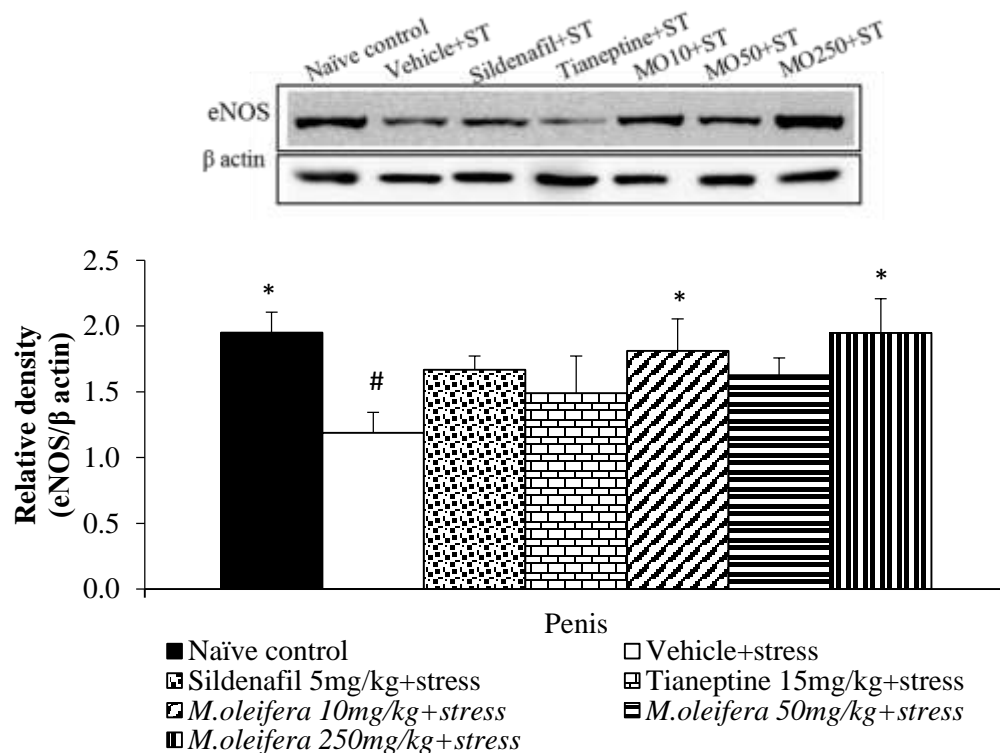 Naïve control Vehicle+ST Sildenafil+ST Tianeptine+ST MO10+ST MO50+ST MO250+ST
eNOS
β actin
2.5
2.0
1.5
1.0
0.5
0.0
Relative density
(eNOS/β actin)
* # * *
Penis
Naïve control Vehicle+stress
Sildenafil 5mg/kg+stress Tianeptine 15mg/kg+stress
M.oleifera 10mg/kg+stress M.oleifera 50mg/kg+stress
M.oleifera 250mg/kg+stress